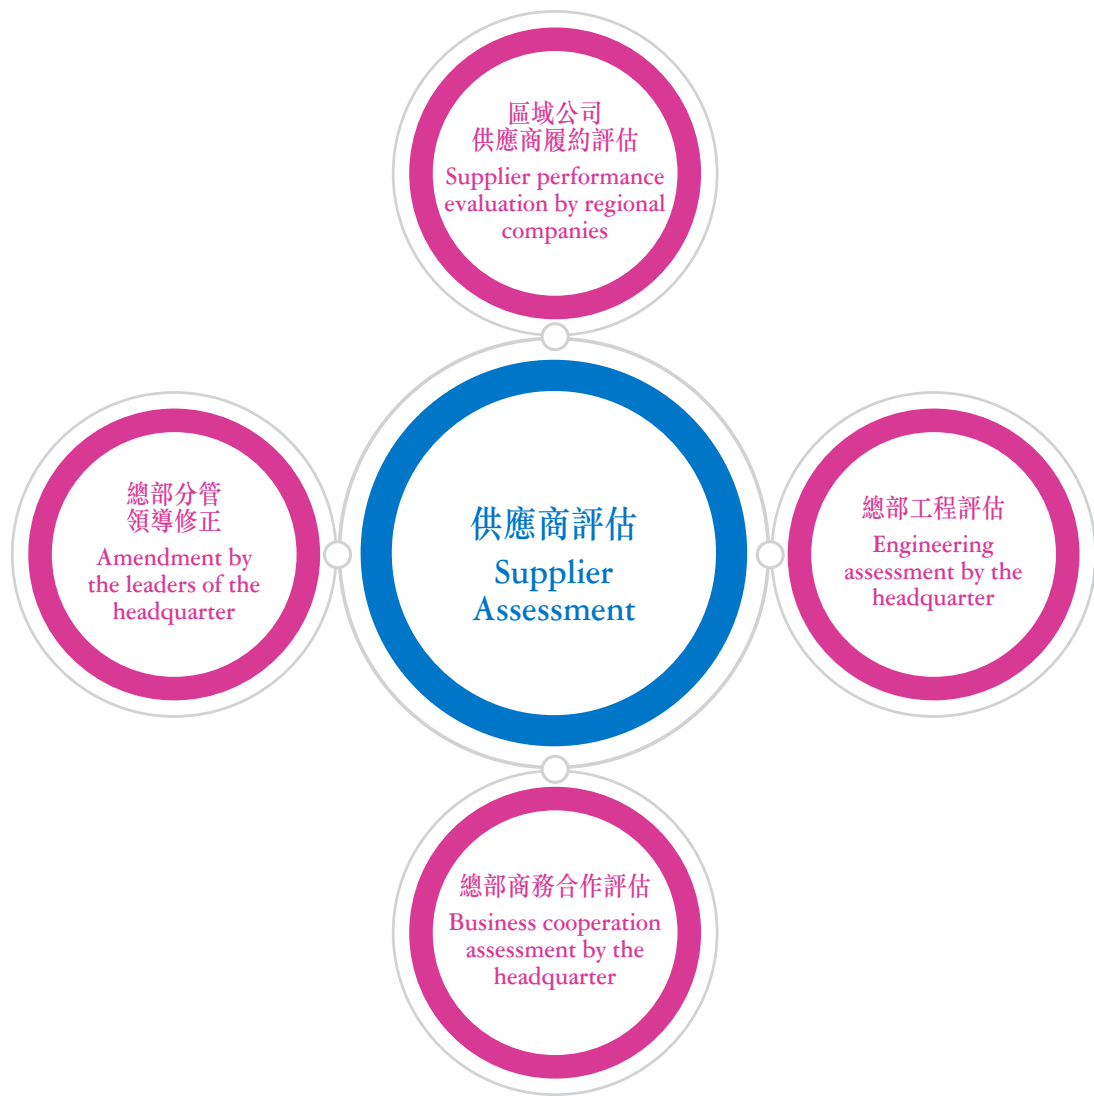 區域公司
供應商履約評估
Supplier performance
evaluation by regional
companies
總部分管
領導修正
Amendment by
the leaders of the
headquarter
供應商評估
Supplier
Assessment
總部工程評估
Engineering
assessment by the
headquarter
總部商務合作評估
Business cooperation
assessment by the
headquarter